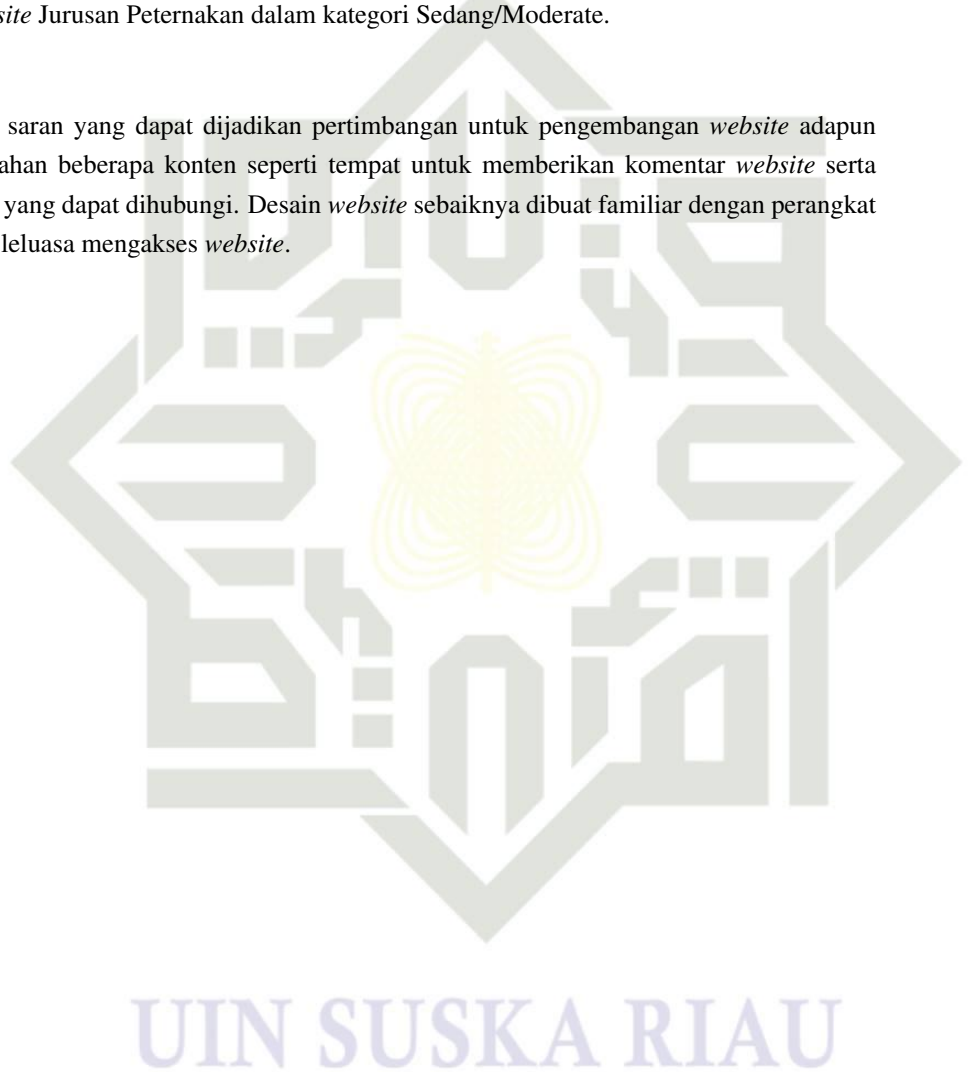 site Jurusan Peternakan dalam kategori Sedang/Moderate.
saran yang dapat dijadikan pertimbangan untuk pengembangan website adapun
ahan beberapa konten seperti tempat untuk memberikan komentar website serta
yang dapat dihubungi. Desain website sebaiknya dibuat familiar dengan perangkat
leluasa mengakses website.
UIN SUSKA RIAU